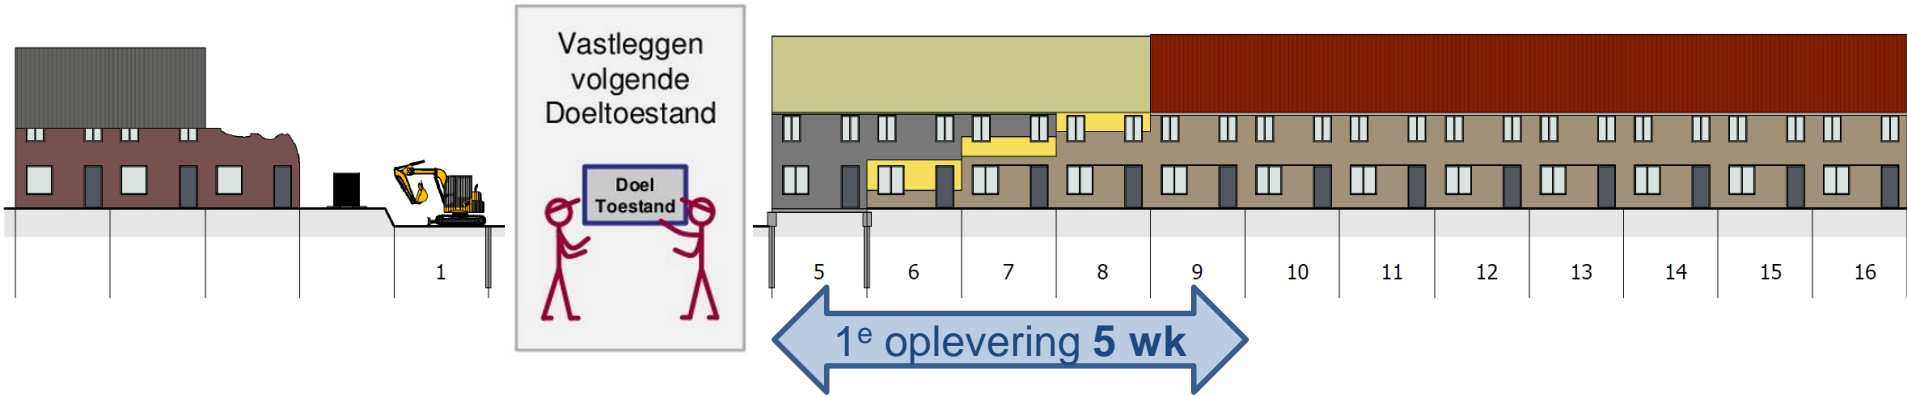 Vastleggen
volgende
Doeltoestand
Doel
Toestand
1 5 6 7 8 9 10 11 12 13 14 15 16
1e oplevering 5 wk